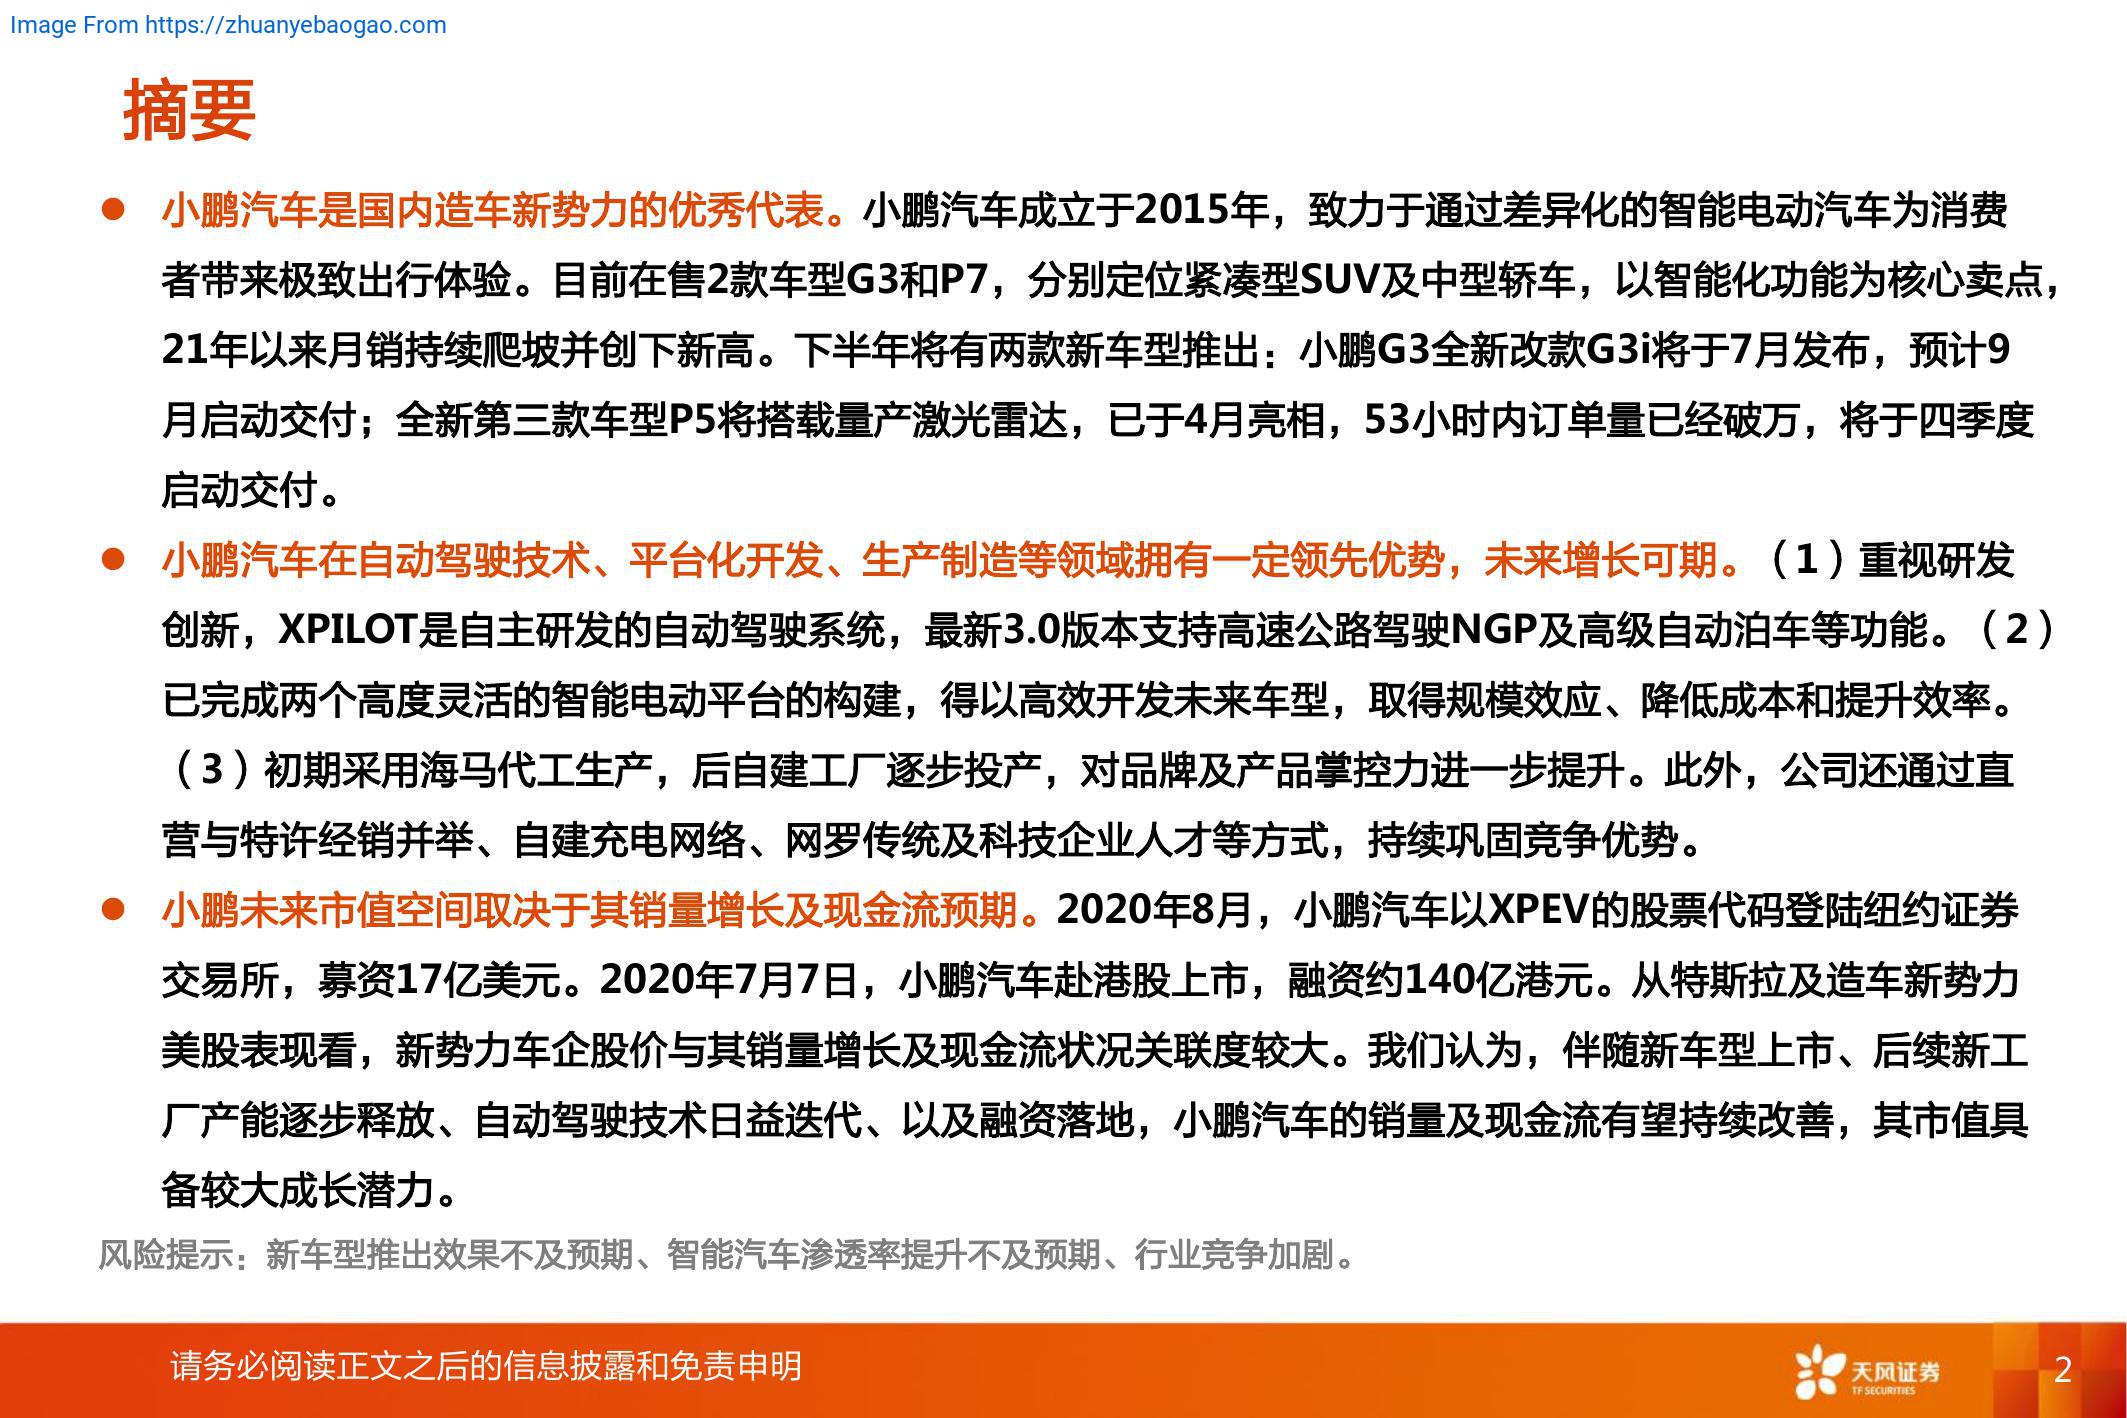 Image From https://zhuanyebaogao.com
摘要
● 小鹏汽车是国内造车新势力的优秀代表。小鹏汽车成立于2015年，致力于通过差异化的智能电动汽车为消费
者带来极致出行体验。目前在售2款车型G3和P7，分别定位紧凑型SUV及中型轿车，以智能化功能为核心卖点，
21年以来月销持续爬坡并创下新高。下半年将有两款新车型推出：小鹏G3全新改款G3i将于7月发布，预计9
月启动交付；全新第三款车型P5将搭载量产激光雷达，已于4月亮相，53小时内订单量已经破万，将于四季度
启动交付。
● 小鹏汽车在自动驾驶技术、平台化开发、生产制造等领域拥有一定领先优势，未来增长可期。（1）重视研发
创新，XPILOT是自主研发的自动驾驶系统，最新3.0版本支持高速公路驾驶NGP及高级自动泊车等功能。（2）
已完成两个高度灵活的智能电动平台的构建，得以高效开发未来车型，取得规模效应、降低成本和提升效率。
（3）初期采用海马代工生产，后自建工厂逐步投产，对品牌及产品掌控力进一步提升。此外，公司还通过直
营与特许经销并举、自建充电网络、网罗传统及科技企业人才等方式，持续巩固竞争优势。
● 小鹏未来市值空间取决于其销量增长及现金流预期。2020年8月，小鹏汽车以XPEV的股票代码登陆纽约证券
交易所，募资17亿美元。2020年7月7日，小鹏汽车赴港股上市，融资约140亿港元。从特斯拉及造车新势力
美股表现看，新势力车企股价与其销量增长及现金流状况关联度较大。我们认为，伴随新车型上市、后续新工
厂产能逐步释放、自动驾驶技术日益迭代、以及融资落地，小鹏汽车的销量及现金流有望持续改善，其市值具
备较大成长潜力。
风险提示：新车型推出效果不及预期、智能汽车渗透率提升不及预期、行业竞争加剧。
请务必阅读正文之后的信息披露和免责申明
天风证券
TF SECURITIES
2